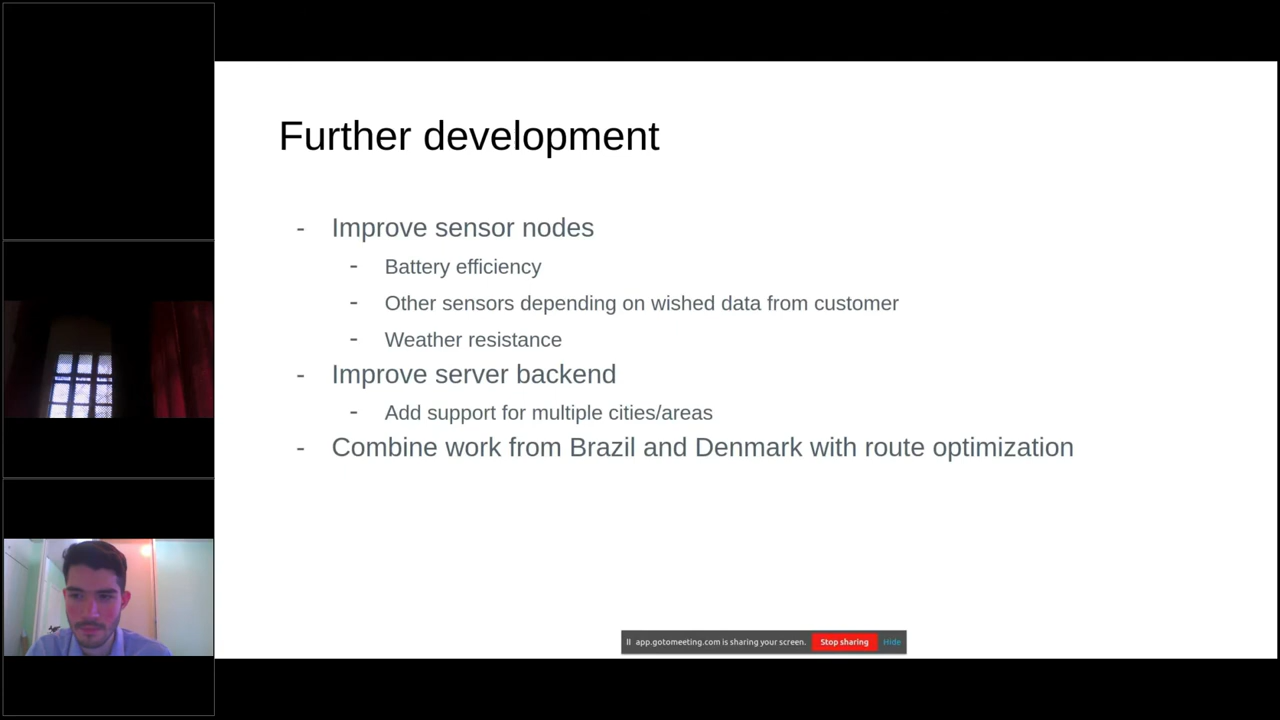 Further development
- Improve sensor nodes
- Battery efficiency
- Other sensors depending on wished data from customer
- Weather resistance
- Improve server backend
- Add support for multiple cities/areas
- Combine work from Brazil and Denmark with route optimization
app.gotomeeting.com is sharing your screen. Stop sharing Hide